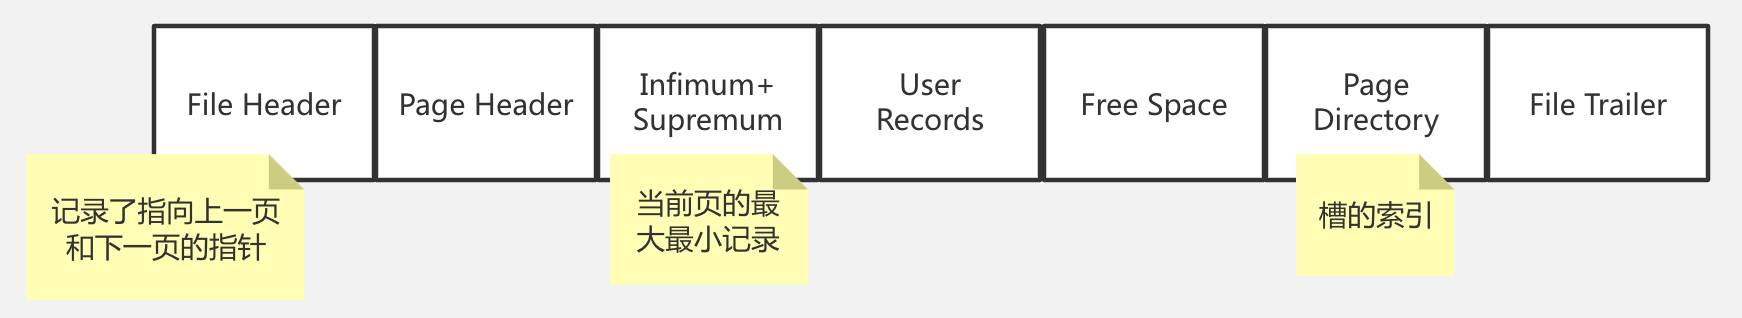 File Header
Page Header
Infimum+
Supremum
User
Records
Free Space
Page
Directory
File Trailer
记录了指向上一页
和下一页的指针
当前页的最
大最小记录
槽的索引